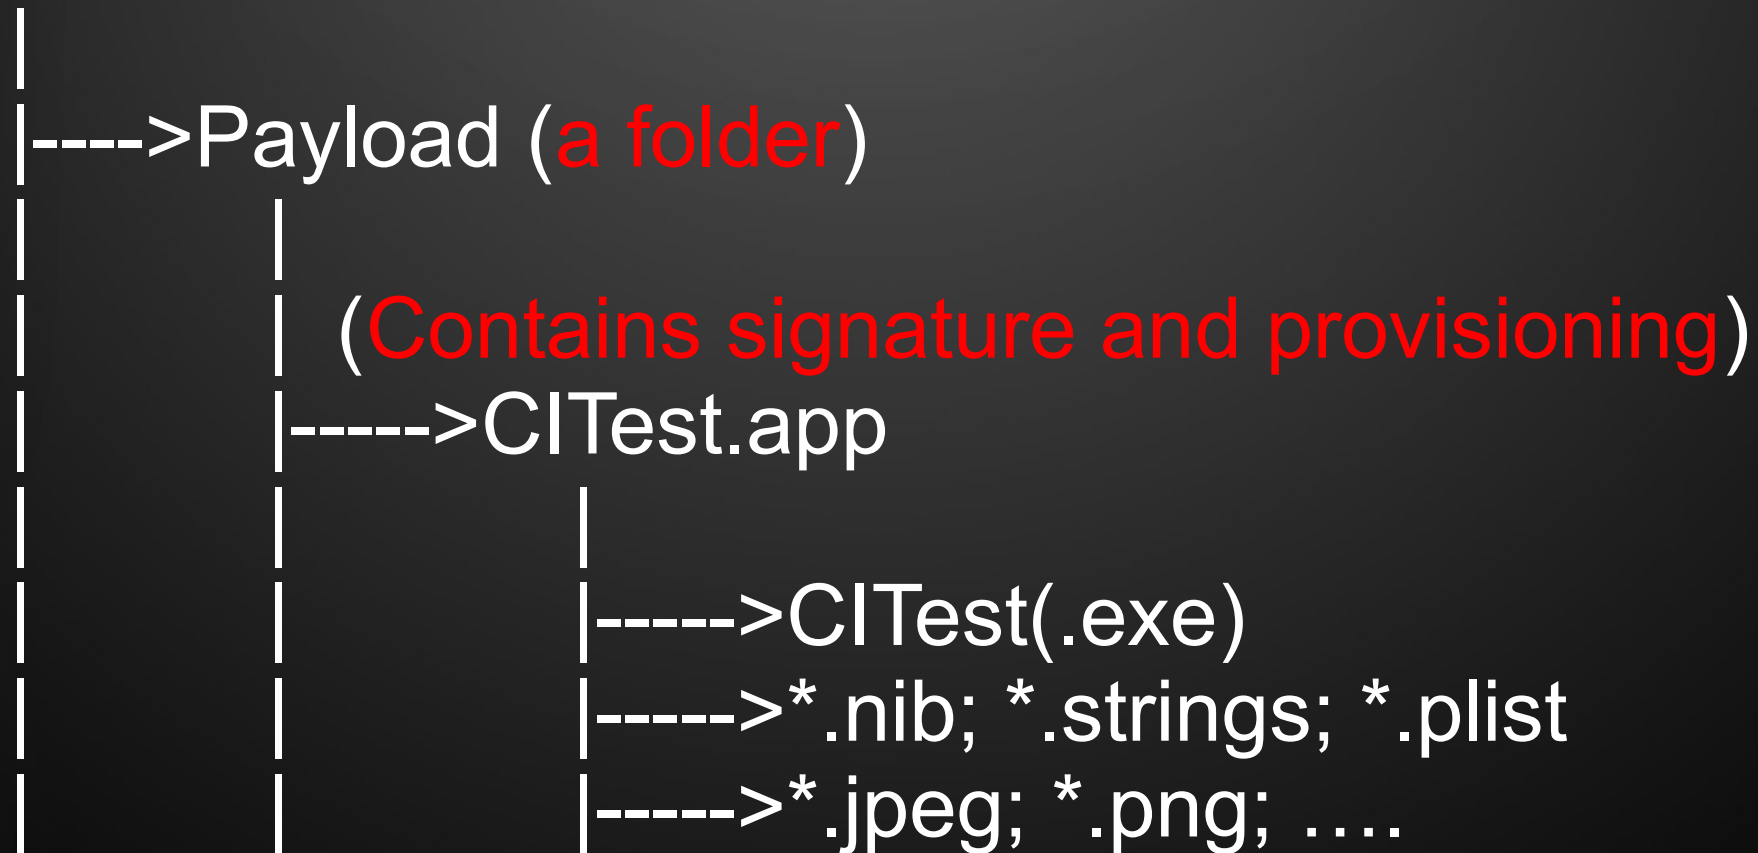 |
|---->Payload (a folder)
| |
| | (Contains signature and provisioning)
| |----->CITest.app
| | |
| | |----->CITest(.exe)
| | |----->*.nib; *.strings; *.plist
| | |----->*.jpeg; *.png; ….